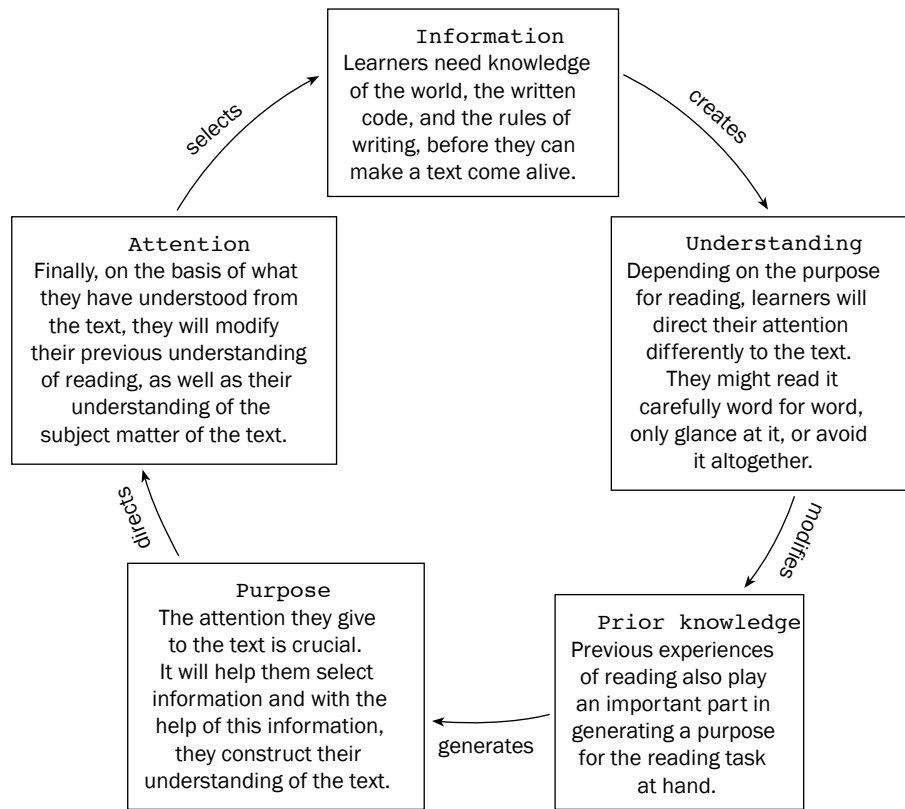 Information
Learners need knowledge
of the world, the written
code, and the rules of
writing, before they can
make a text come alive.
creates
Understanding
Depending on the purpose
for reading, learners will
direct their attention
differently to the text.
They might read it
carefully word for word,
only glance at it, or avoid
it altogether.
modifies
Prior knowledge
Previous experiences
of reading also play
an important part in
generating a purpose
for the reading task
at hand.
generates
Purpose
The attention they give
to the text is crucial.
It will help them select
information and with the
help of this information,
they construct their
understanding of the text.
directs
Attention
Finally, on the basis of what
they have understood from
the text, they will modify
their previous understanding
of reading, as well as their
understanding of the
subject matter of the text.
selects